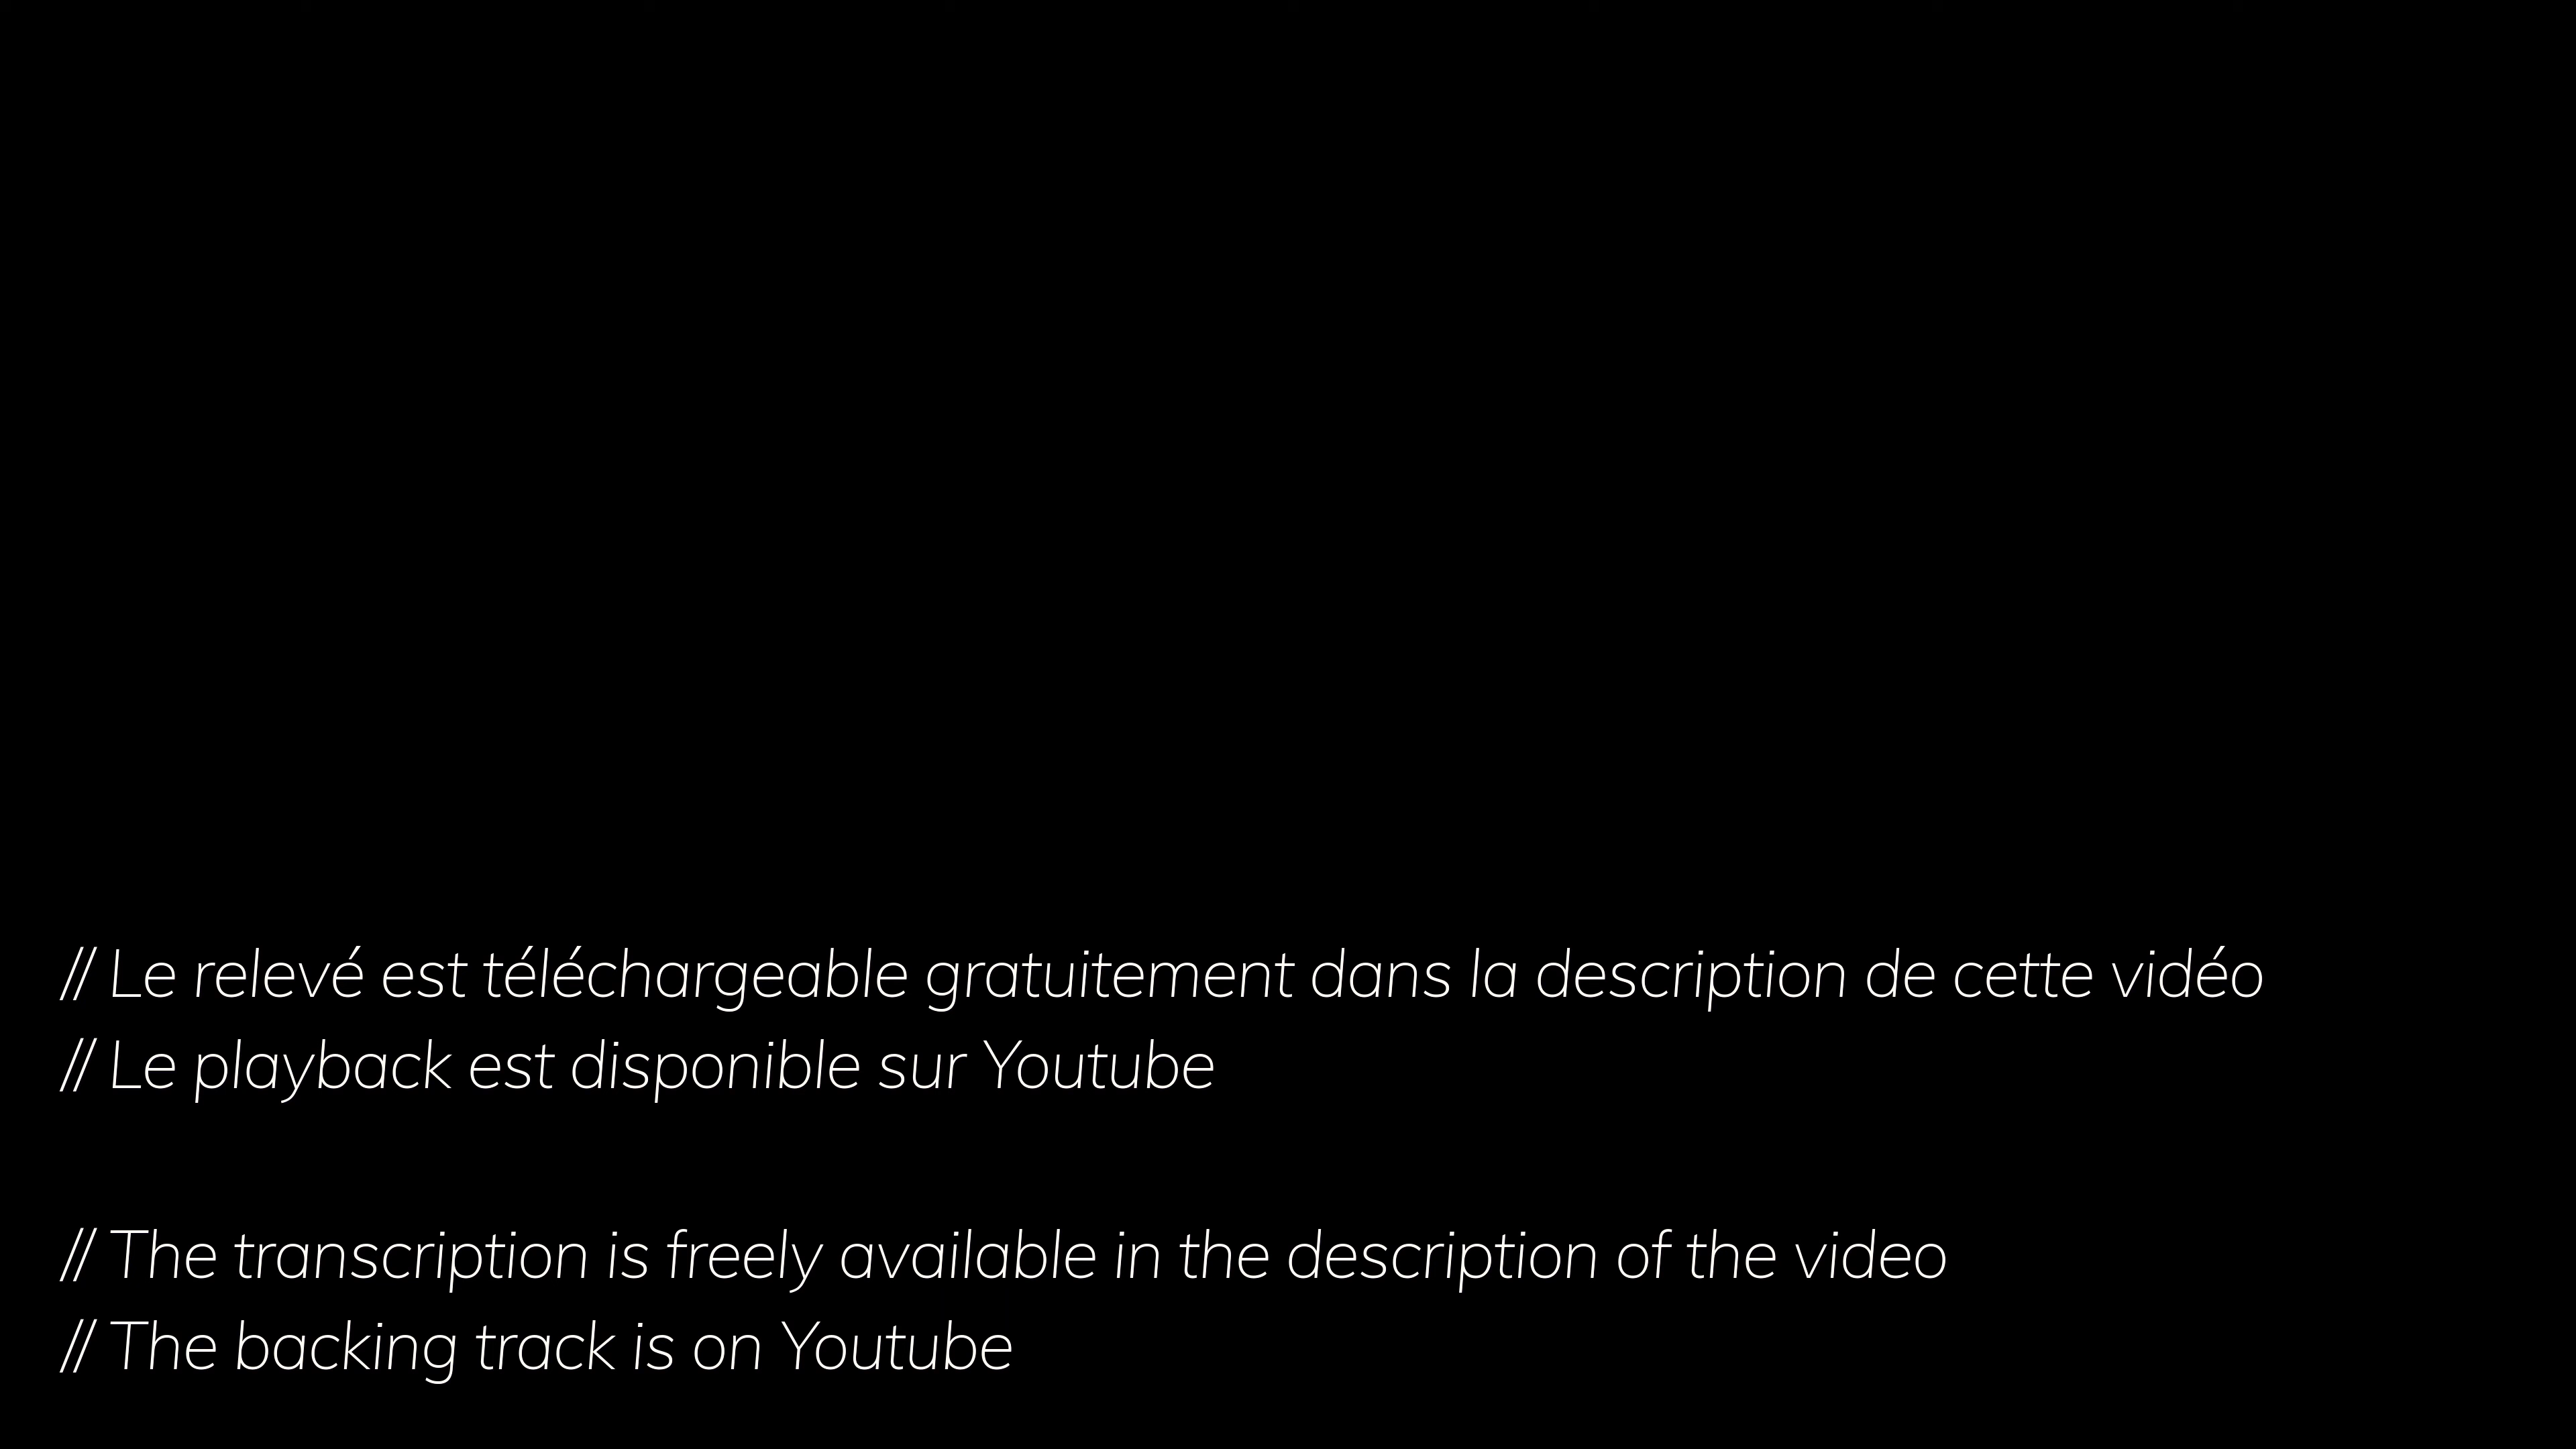 // Le relevé est téléchargeable gratuitement dans la description de cette vidéo
// Le playback est disponible sur Youtube
// The transcription is freely available in the description of the video
// The backing track is on Youtube